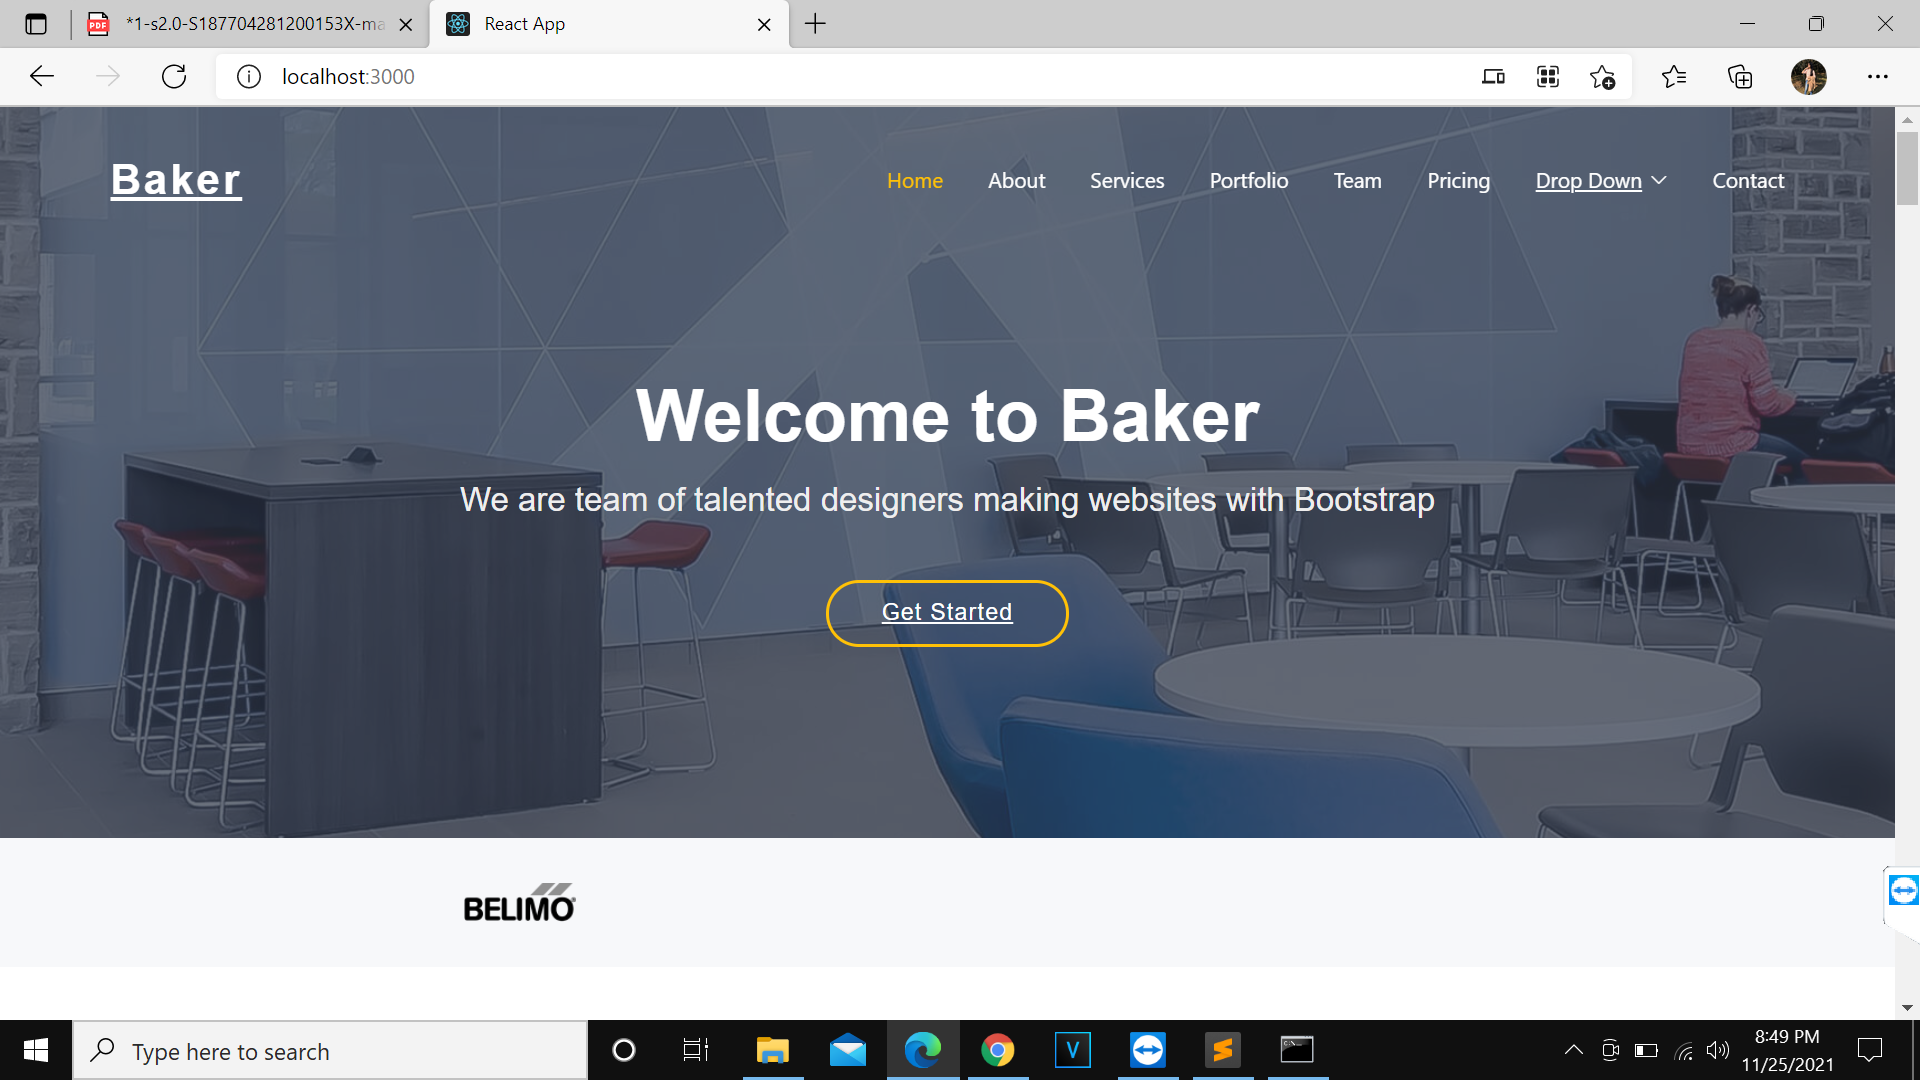 *1-s2.0-S187704281200153X-ma
React App
localhost:3000
Baker
Home About Services Portfolio Team Pricing Drop Down Contact
Welcome to Baker
We are team of talented designers making websites with Bootstrap
Get Started
BELIMO
Type here to search
8:49 PM
11/25/2021